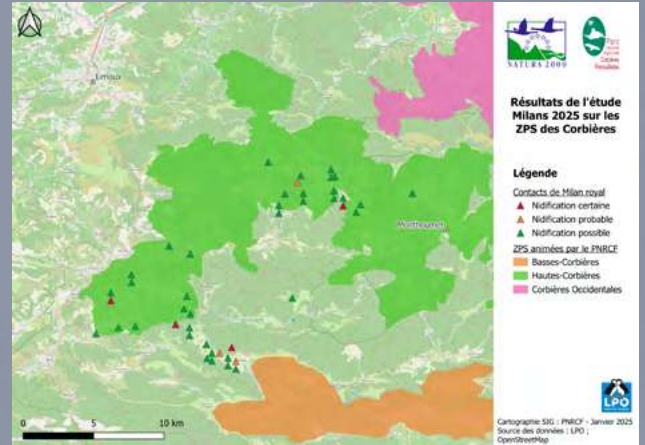 Limoux
Mouthoumet
0 5 10 km
NATURA 2000
Résultats de l'étude
Milans 2025 sur les
ZPS des Corbières
Légende
Contacts de Milan royal
Nidification certaine
Nidification probable
Nidification possible
ZPS animées par le PNRCF
Basses-Corbières
Hautes-Corbières
Corbières Occidentales
LPO
Cartographie SIG : PNRCF - Janvier 2025
Source des données : LPO ;
OpenStreetMap